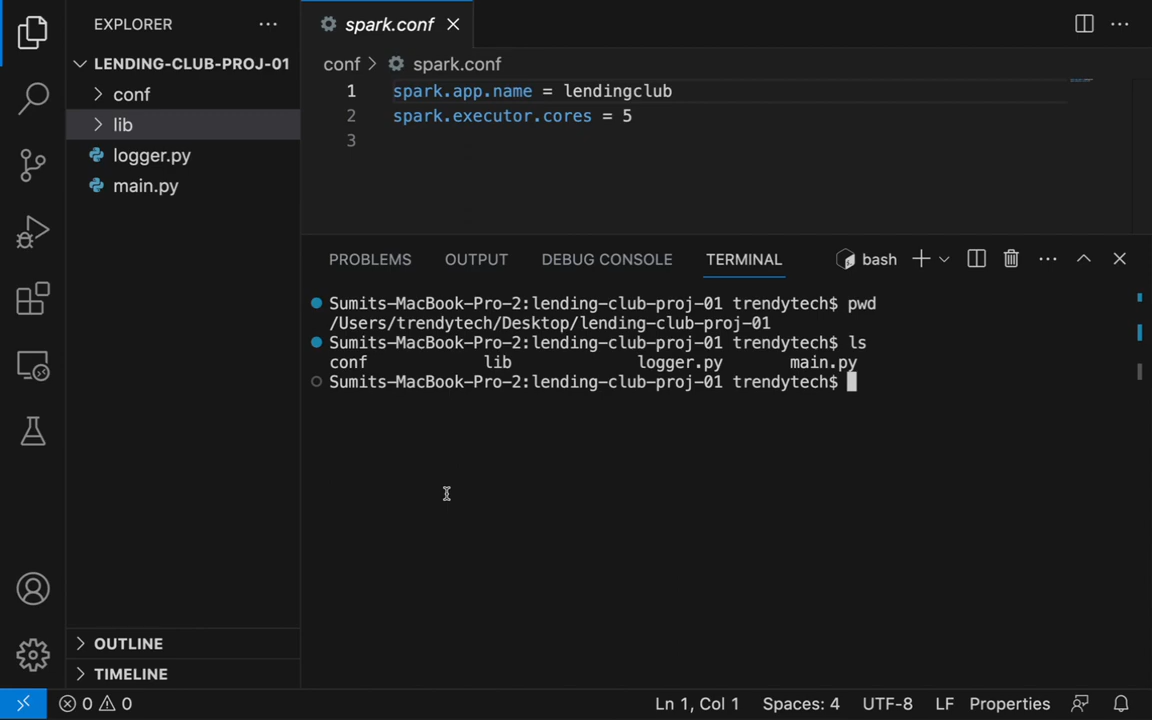 EXPLORER
LENDING-CLUB-PROJ-01
conf
lib
logger.py
main.py
OUTLINE
TIMELINE
spark.conf
conf > spark.conf
1 spark.app.name = lendingclub
2 spark.executor.cores = 5
3
PROBLEMS OUTPUT DEBUG CONSOLE TERMINAL bash
Sumits-MacBook-Pro-2:lending-club-proj-01 trendytech$ pwd
/Users/trendytech/Desktop/lending-club-proj-01
Sumits-MacBook-Pro-2:lending-club-proj-01 trendytech$ ls
conf lib logger.py main.py
Sumits-MacBook-Pro-2:lending-club-proj-01 trendytech$
0 0 Ln 1, Col 1 Spaces: 4 UTF-8 LF Properties